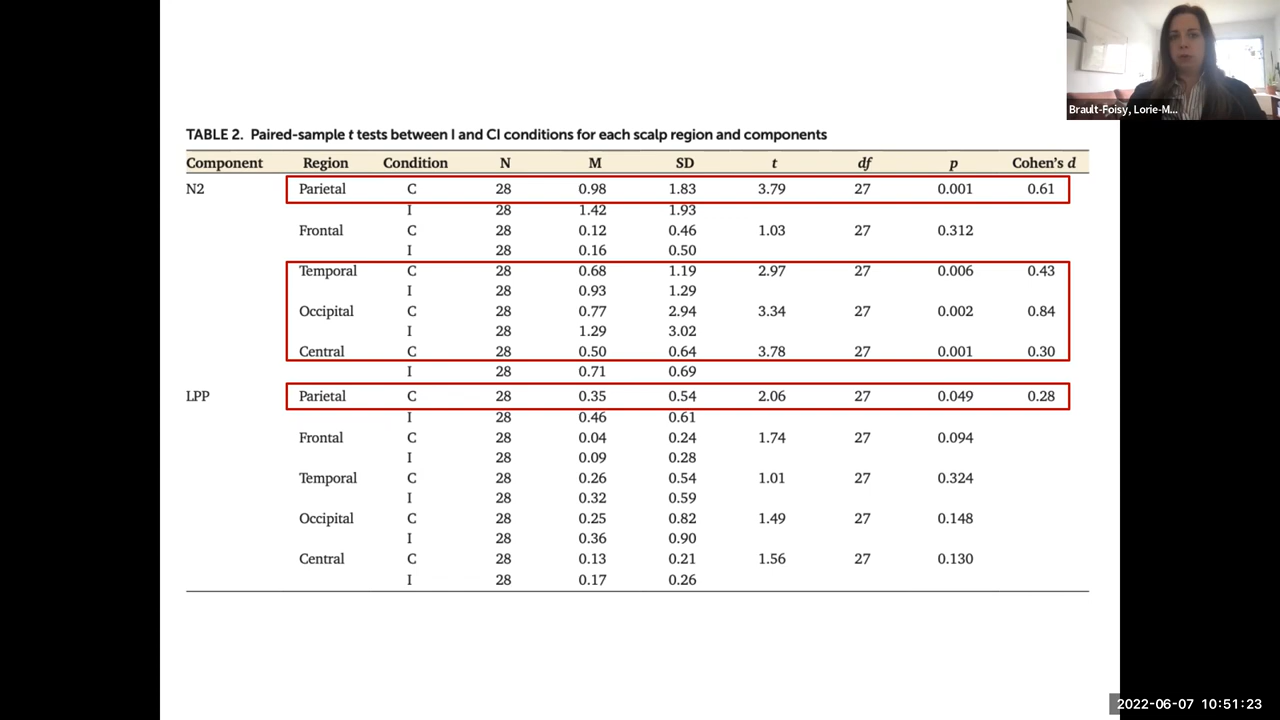 Brault-Foisy, Lorie-M...
TABLE 2. Paired-sample t tests between I and CI conditions for each scalp region and components
Component Region Condition N M SD t df p Cohen's d
N2 Parietal C 28 0.98 1.83 3.79 27 0.001 0.61
I 28 1.42 1.93
Frontal C 28 0.12 0.46 1.03 27 0.312
I 28 0.16 0.50
Temporal C 28 0.68 1.19 2.97 27 0.006 0.43
I 28 0.93 1.29
Occipital C 28 0.77 2.94 3.34 27 0.002 0.84
I 28 1.29 3.02
Central C 28 0.50 0.64 3.78 27 0.001 0.30
I 28 0.71 0.69
LPP Parietal C 28 0.35 0.54 2.06 27 0.049 0.28
I 28 0.46 0.61
Frontal C 28 0.04 0.24 1.74 27 0.094
I 28 0.09 0.28
Temporal C 28 0.26 0.54 1.01 27 0.324
I 28 0.32 0.59
Occipital C 28 0.25 0.82 1.49 27 0.148
I 28 0.36 0.90
Central C 28 0.13 0.21 1.56 27 0.130
I 28 0.17 0.26
2022-06-07 10:51:23